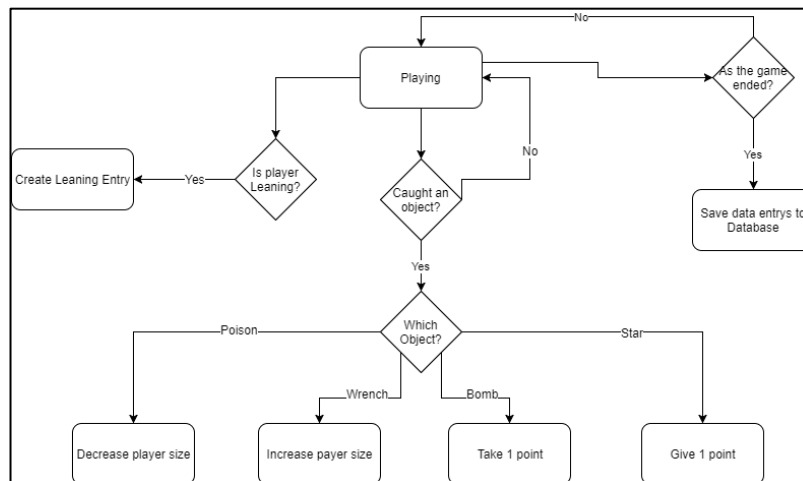 No
Playing
As the game
ended?
Is player
Leaning?
Yes
Create Leaning Entry
No
Caught an
object?
Yes
Save data entrys to
Database
Yes
Which
Object?
Poison
Star
Wrench
Bomb
Decrease player size
Increase payer size
Take 1 point
Give 1 point